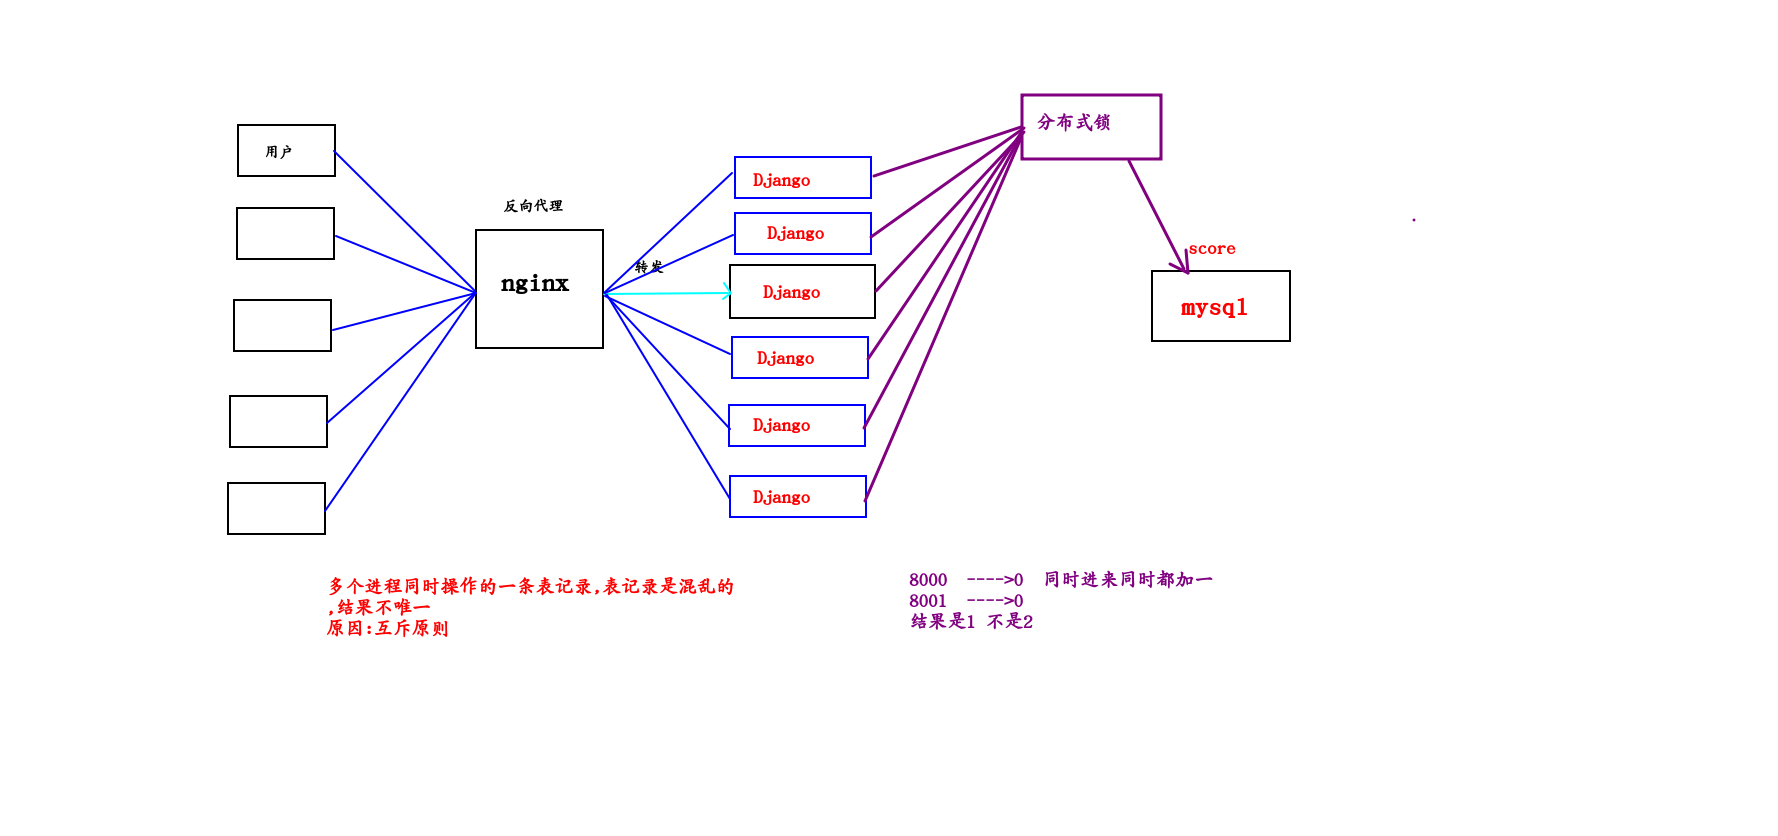 用户
反向代理
nginx
转发
Django
Django
Django
Django
Django
Django
分布式锁
score
mysql
多个进程同时操作的一条表记录,表记录是混乱的
,结果不唯一
原因:互斥原则
8000  ---->0  同时进来同时都加一
8001  ---->0
结果是1 不是2